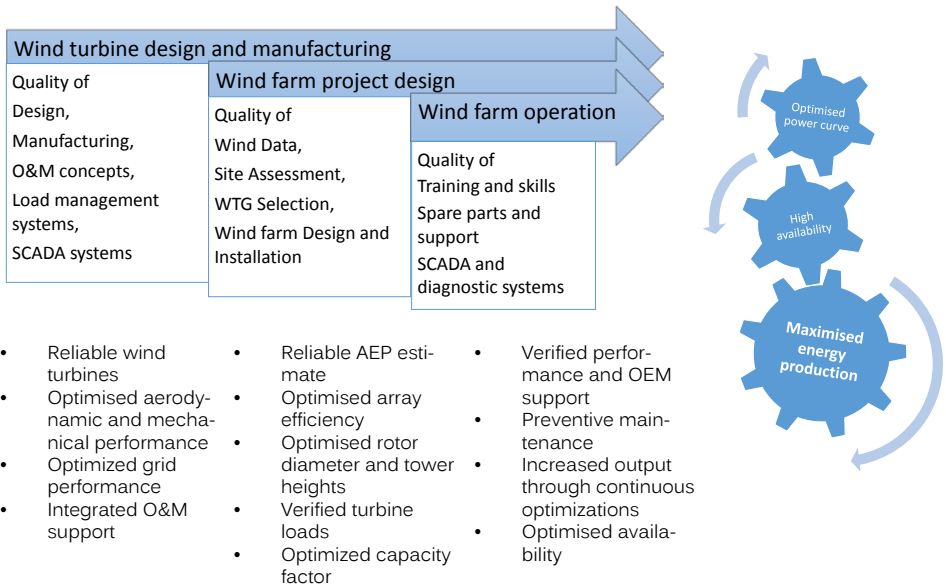 Wind turbine design and manufacturing
Quality of
Design,
Manufacturing,
O&M concepts,
Load management
systems,
SCADA systems
Wind farm project design
Quality of
Wind Data,
Site Assessment,
WTG Selection,
Wind farm Design and
Installation
Wind farm operation
Quality of
Training and skills
Spare parts and
support
SCADA and
diagnostic systems
Optimised
power curve
High
availability
Maximised
energy
production
• Reliable wind
turbines
• Optimised aerody-
namic and mecha-
nical performance
• Optimized grid
performance
• Integrated O&M
support
• Reliable AEP esti-
mate
• Optimised array
efficiency
• Optimised rotor
diameter and tower
heights
• Verified turbine
loads
• Optimized capacity
factor
• Verified perfor-
mance and OEM
support
• Preventive main-
tenance
• Increased output
through continuous
optimizations
• Optimised availa-
bility